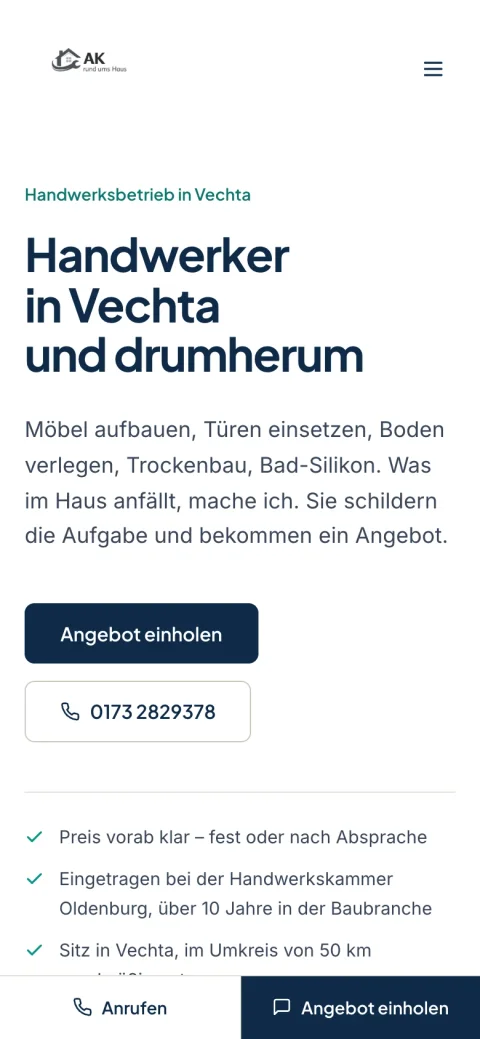 AK
rund ums Haus
Handwerksbetrieb in Vechta
Handwerker
in Vechta
und drumherum
Möbel aufbauen, Türen einsetzen, Boden
verlegen, Trockenbau, Bad-Silikon. Was
im Haus anfällt, mache ich. Sie schildern
die Aufgabe und bekommen ein Angebot.
Angebot einholen
0173 2829378
Preis vorab klar – fest oder nach Absprache
Eingetragen bei der Handwerkskammer
Oldenburg, über 10 Jahre in der Baubranche
Sitz in Vechta, im Umkreis von 50 km
Anrufen
Angebot einholen